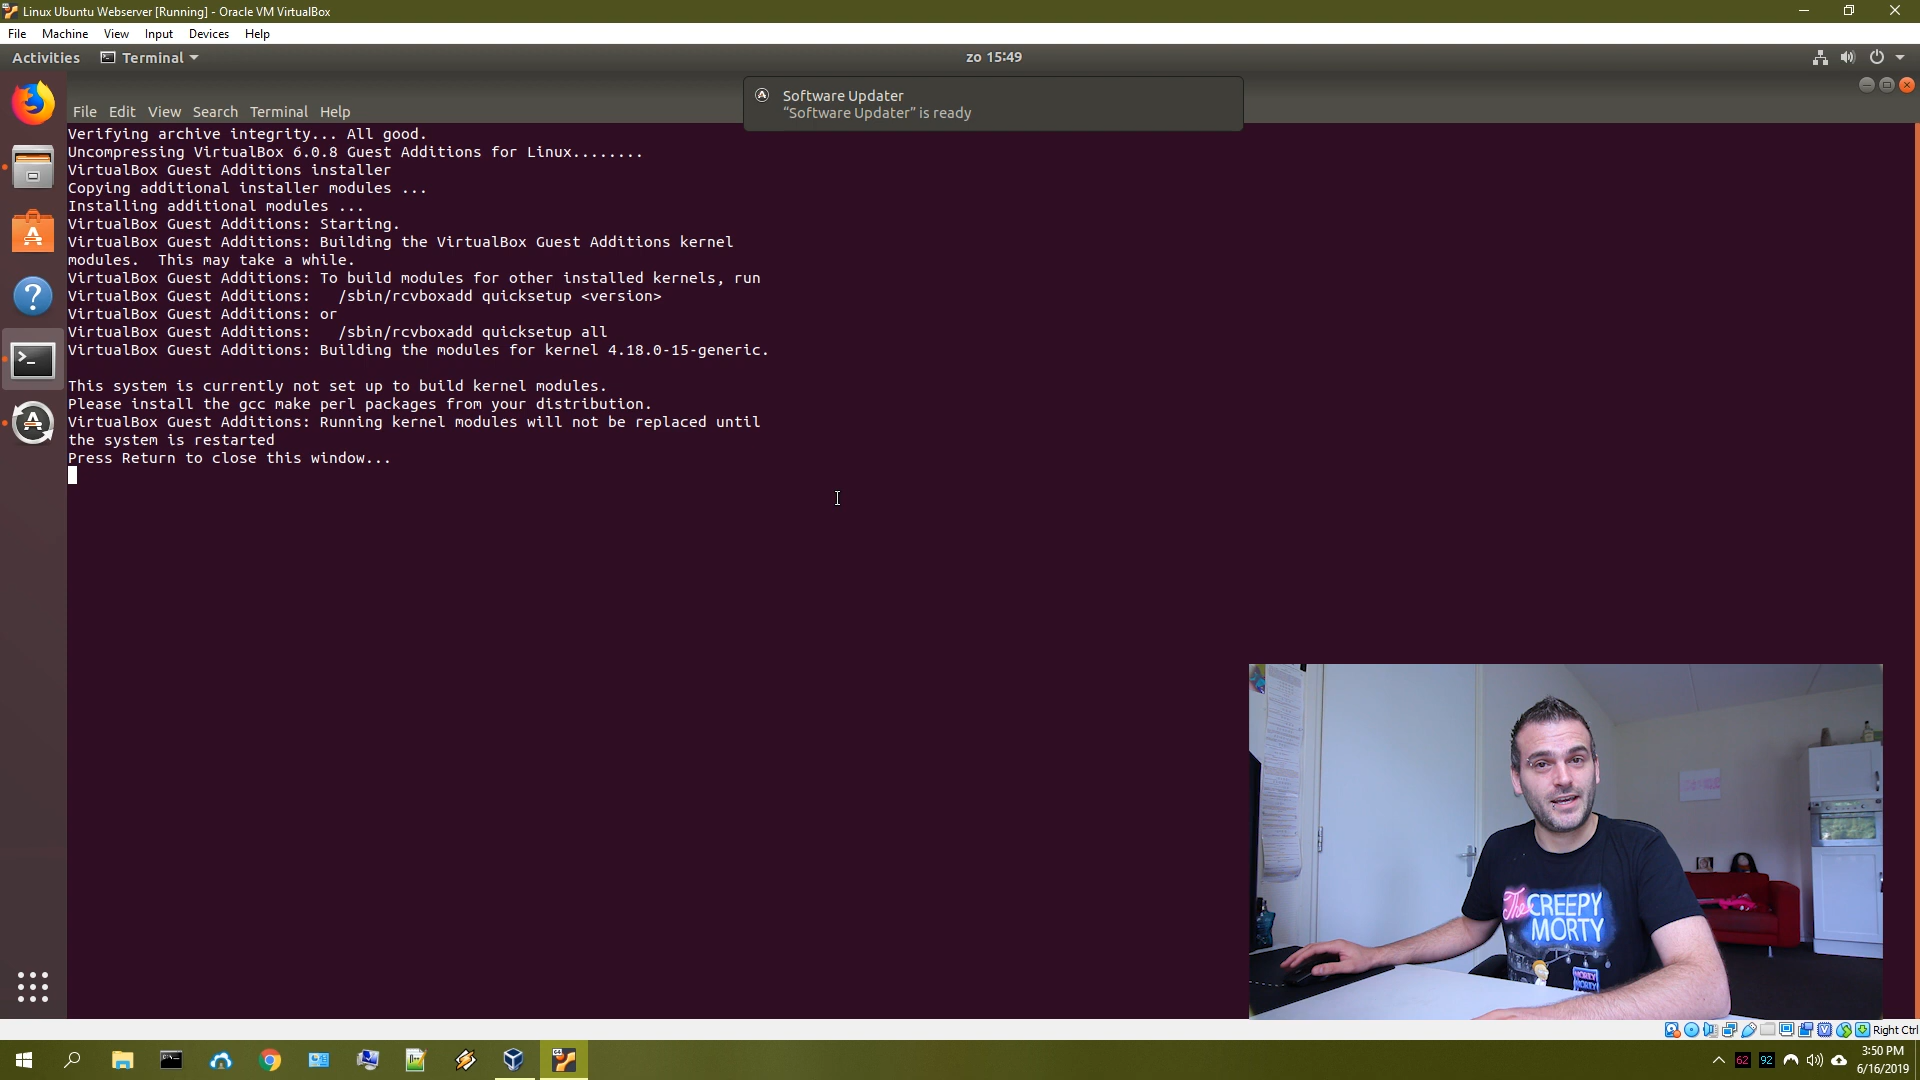 Linux Ubuntu Webserver [Running] - Oracle VM VirtualBox
File Machine View Input Devices Help
Activities Terminal zo 15:49
Software Updater
“Software Updater” is ready
File Edit View Search Terminal Help
Verifying archive integrity... All good.
Uncompressing VirtualBox 6.0.8 Guest Additions for Linux........
VirtualBox Guest Additions installer
Copying additional installer modules ...
Installing additional modules ...
VirtualBox Guest Additions: Starting.
VirtualBox Guest Additions: Building the VirtualBox Guest Additions kernel
modules.  This may take a while.
VirtualBox Guest Additions: To build modules for other installed kernels, run
VirtualBox Guest Additions:   /sbin/rcvboxadd quicksetup <version>
VirtualBox Guest Additions: or
VirtualBox Guest Additions:   /sbin/rcvboxadd quicksetup all
VirtualBox Guest Additions: Building the modules for kernel 4.18.0-15-generic.
This system is currently not set up to build kernel modules.
Please install the gcc make perl packages from your distribution.
VirtualBox Guest Additions: Running kernel modules will not be replaced until
the system is restarted
Press Return to close this window...
The CREEPY
MORTY
Right Ctrl
62 92 3:50 PM
6/16/2019